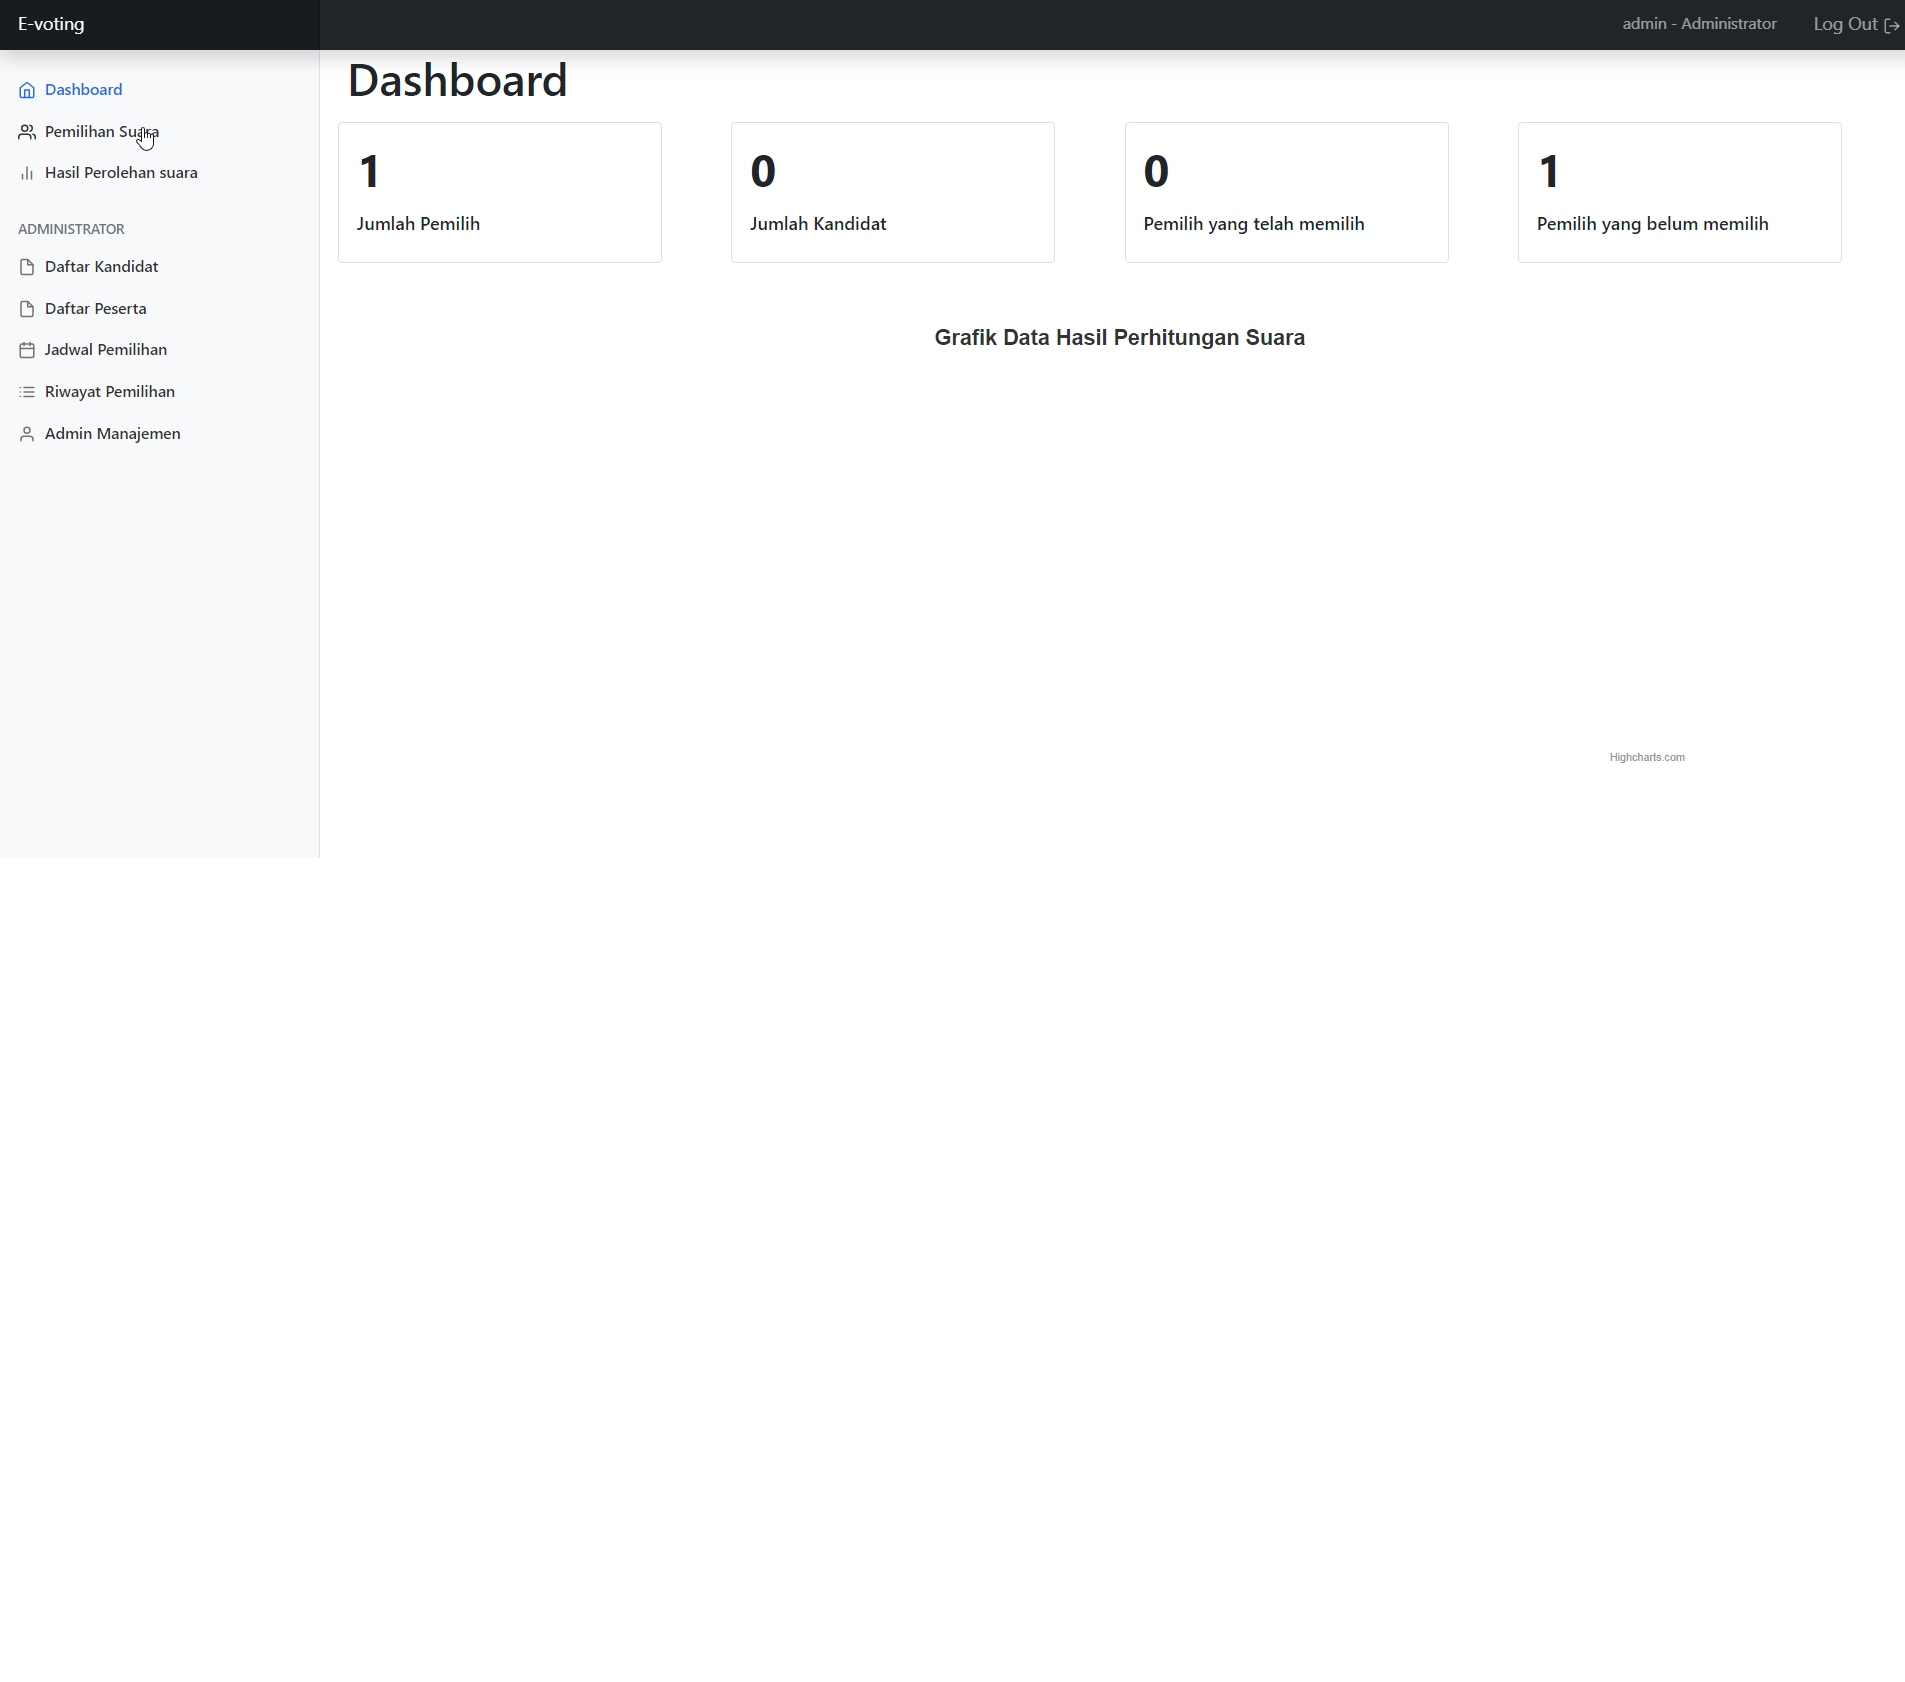 E-voting
admin - Administrator
Log Out
Dashboard
Pemilihan Suara
Hasil Perolehan suara
ADMINISTRATOR
Daftar Kandidat
Daftar Peserta
Jadwal Pemilihan
Riwayat Pemilihan
Admin Manajemen
Dashboard
1
Jumlah Pemilih
0
Jumlah Kandidat
0
Pemilih yang telah memilih
1
Pemilih yang belum memilih
Grafik Data Hasil Perhitungan Suara
Highcharts.com